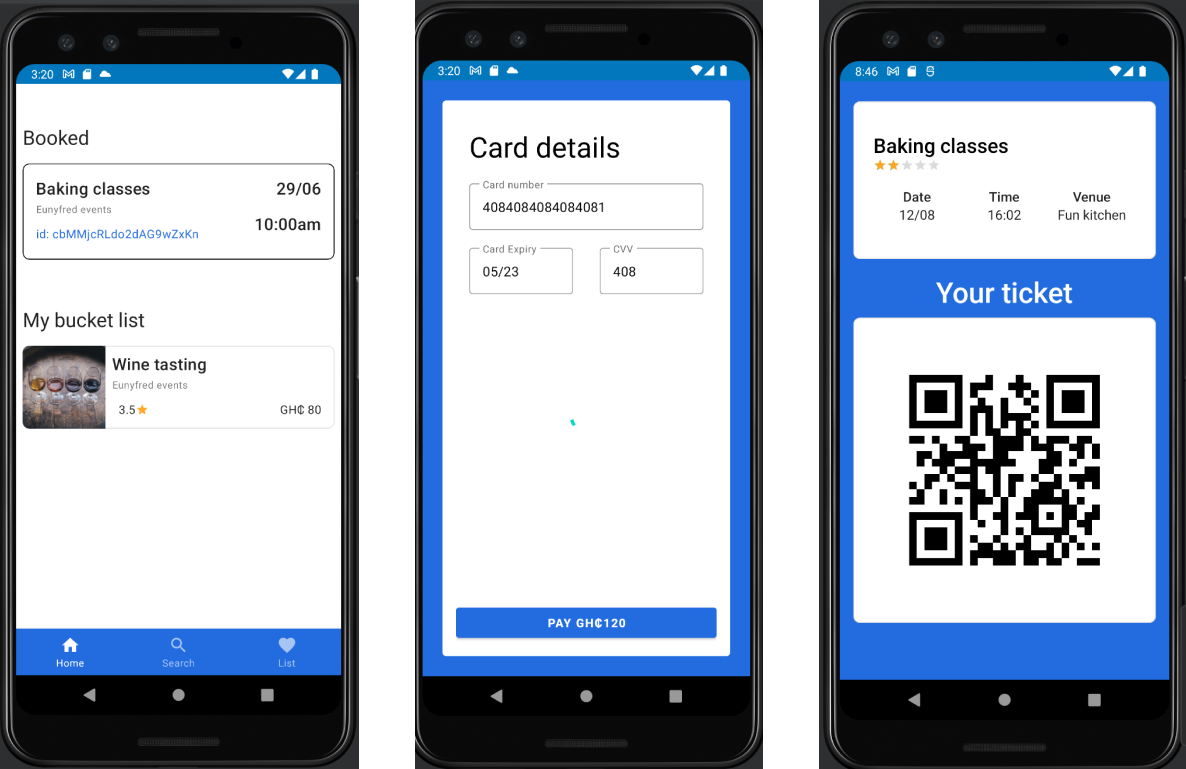 3:20
Booked
Baking classes 29/06
Eunyfred events
10:00am
id: cbMMjcRLdo2dAG9wZxKn
My bucket list
Wine tasting
Eunyfred events
3.5 GH₵ 80
Home Search List
3:20
Card details
Card number
4084084084084081
Card Expiry CVV
05/23 408
PAY GH₵120
8:46
Baking classes
Date Time Venue
12/08 16:02 Fun kitchen
Your ticket